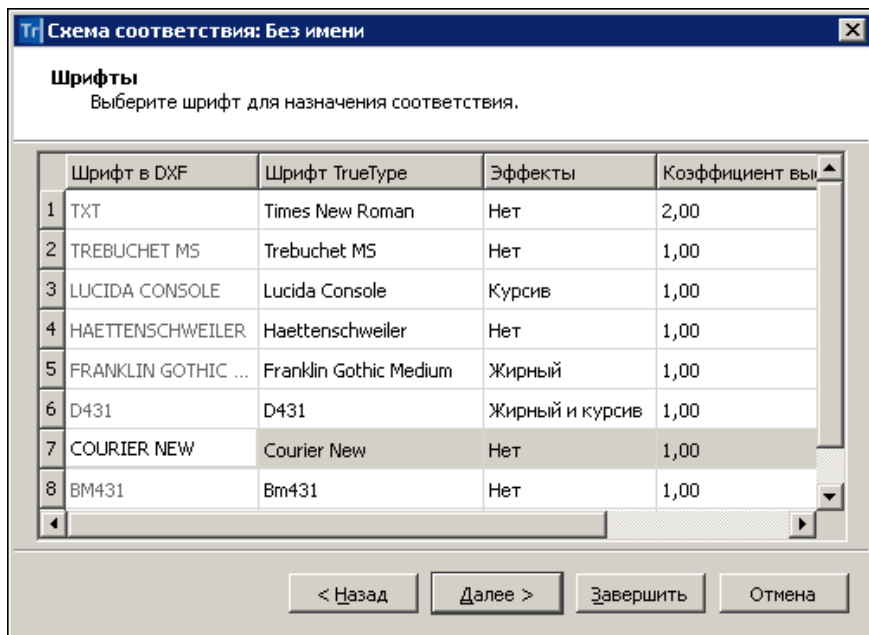 Tr Схема соответствия: Без имени
Шрифты
Выберите шрифт для назначения соответствия.
Шрифт в DXF Шрифт TrueType Эффекты Коэффициент
1 TXT Times New Roman Нет 2,00
2 TREBUCHET MS Trebuchet MS Нет 1,00
3 LUCIDA CONSOLE Lucida Console Курсив 1,00
4 HAETTENSCHWEILER Haettenschweiler Нет 1,00
5 FRANKLIN GOTHIC ... Franklin Gothic Medium Жирный 1,00
6 D431 D431 Жирный и курсив 1,00
7 COURIER NEW Courier New Нет 1,00
8 BM431 Bm431 Нет 1,00
< Назад Далее > Завершить Отмена